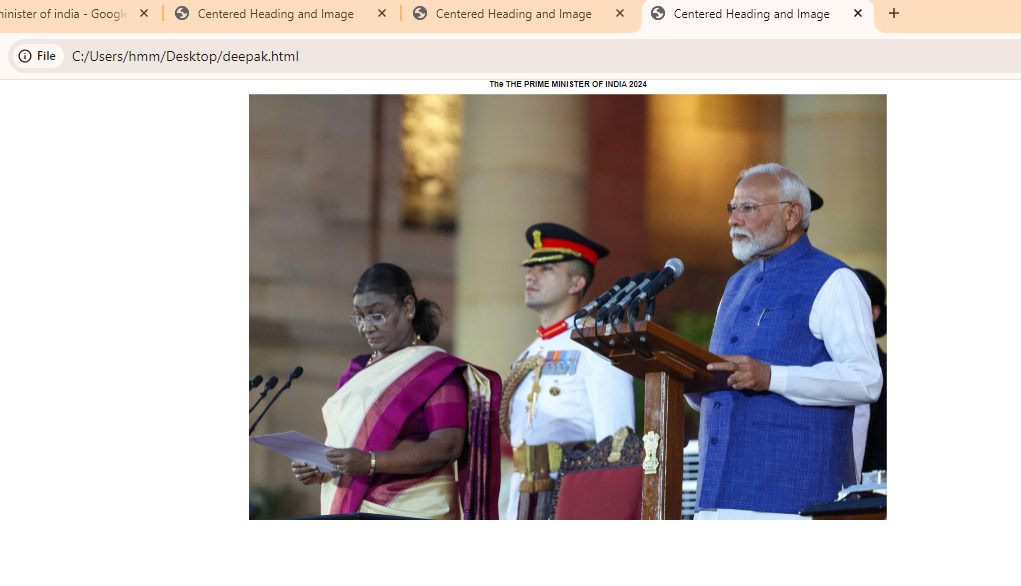 minister of india - Google
Centered Heading and Image
Centered Heading and Image
Centered Heading and Image
File
C:/Users/hmm/Desktop/deepak.html
The THE PRIME MINISTER OF INDIA 2024